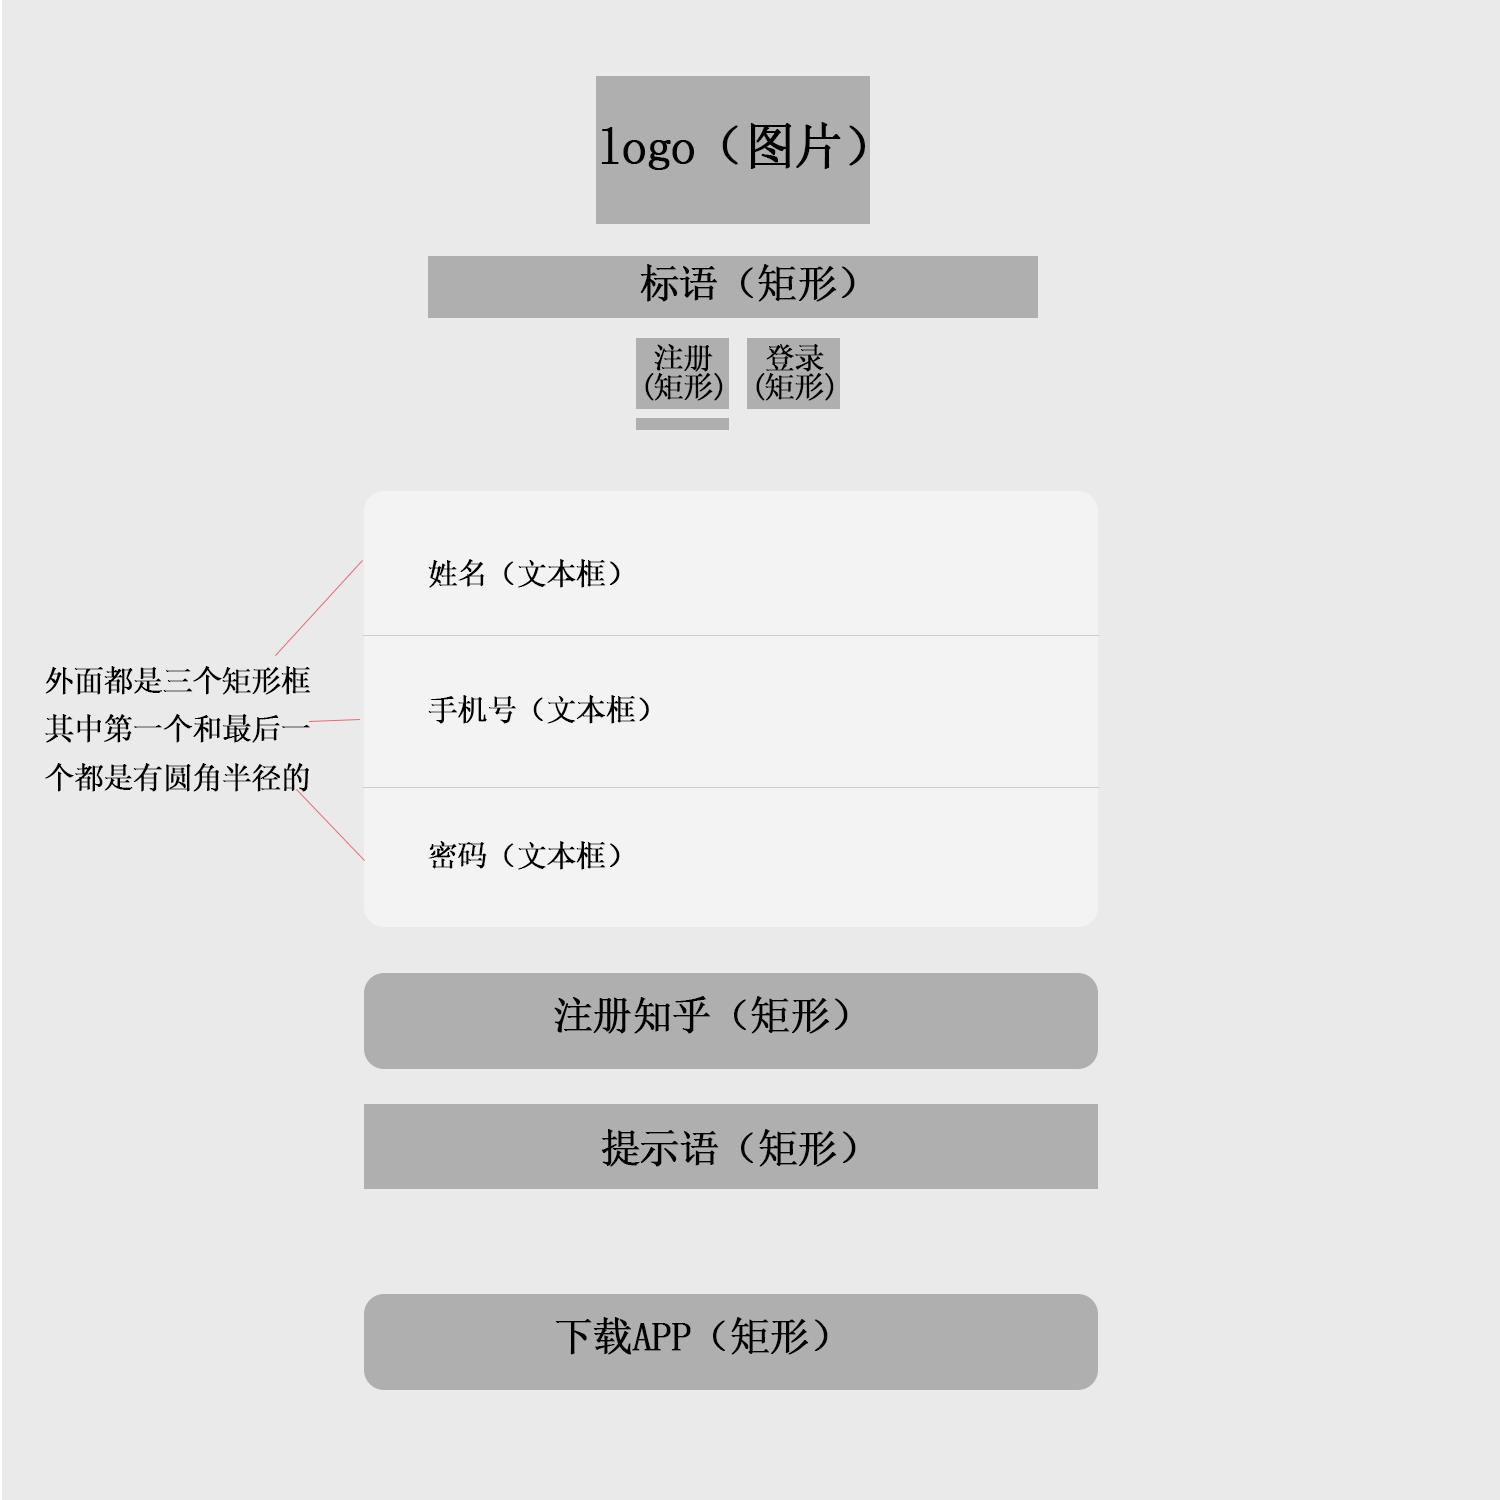 logo（图片）
标语（矩形）
注册
(矩形)
登录
(矩形)
姓名（文本框）
外面都是三个矩形框
其中第一个和最后一
个都是有圆角半径的
手机号（文本框）
密码（文本框）
注册知乎（矩形）
提示语（矩形）
下载APP（矩形）